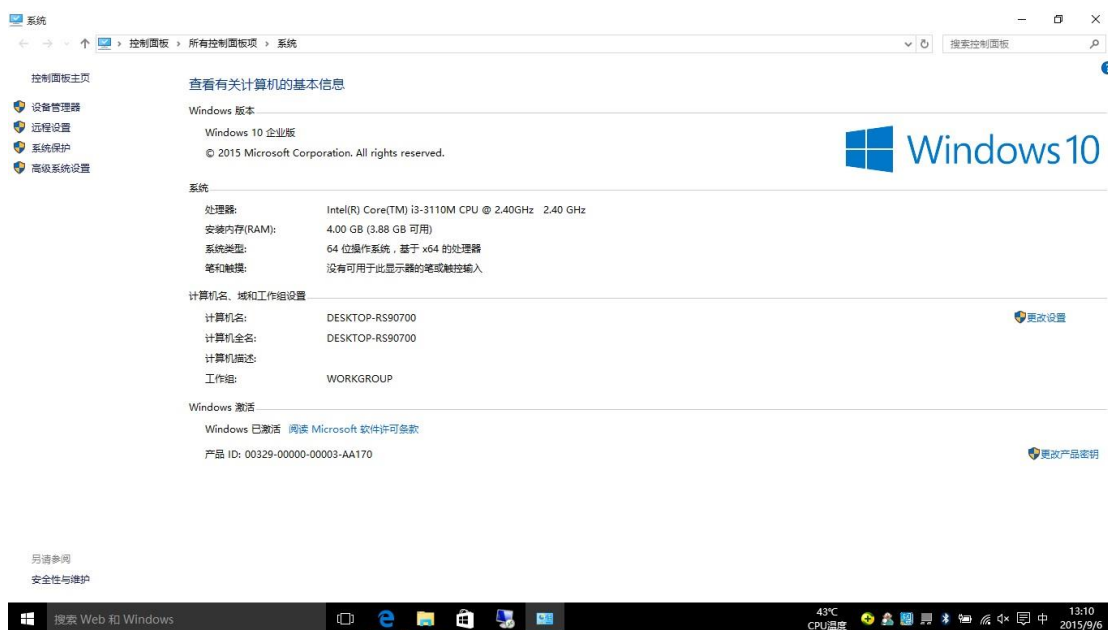 系统
控制面板 › 所有控制面板项 › 系统
搜索控制面板
控制面板主页
设备管理器
远程设置
系统保护
高级系统设置
查看有关计算机的基本信息
Windows 版本
Windows 10 企业版
© 2015 Microsoft Corporation. All rights reserved.
Windows 10
系统
处理器: Intel(R) Core(TM) i3-3110M CPU @ 2.40GHz 2.40 GHz
安装内存(RAM): 4.00 GB (3.88 GB 可用)
系统类型: 64 位操作系统，基于 x64 的处理器
笔和触摸: 没有可用于此显示器的笔或触控输入
计算机名、域和工作组设置
计算机名: DESKTOP-RS90700 更改设置
计算机全名: DESKTOP-RS90700
计算机描述:
工作组: WORKGROUP
Windows 激活
Windows 已激活 阅读 Microsoft 软件许可条款
产品 ID: 00329-00000-00003-AA170 更改产品密钥
另请参阅
安全性与维护
搜索 Web 和 Windows
43℃
CPU温度
中
13:10
2015/9/6